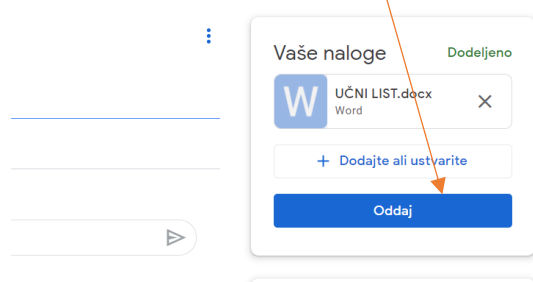 Vaše naloge
Dodeljeno
W
UČNI LIST.docx
Word
+ Dodajte ali ustvarite
Oddaj